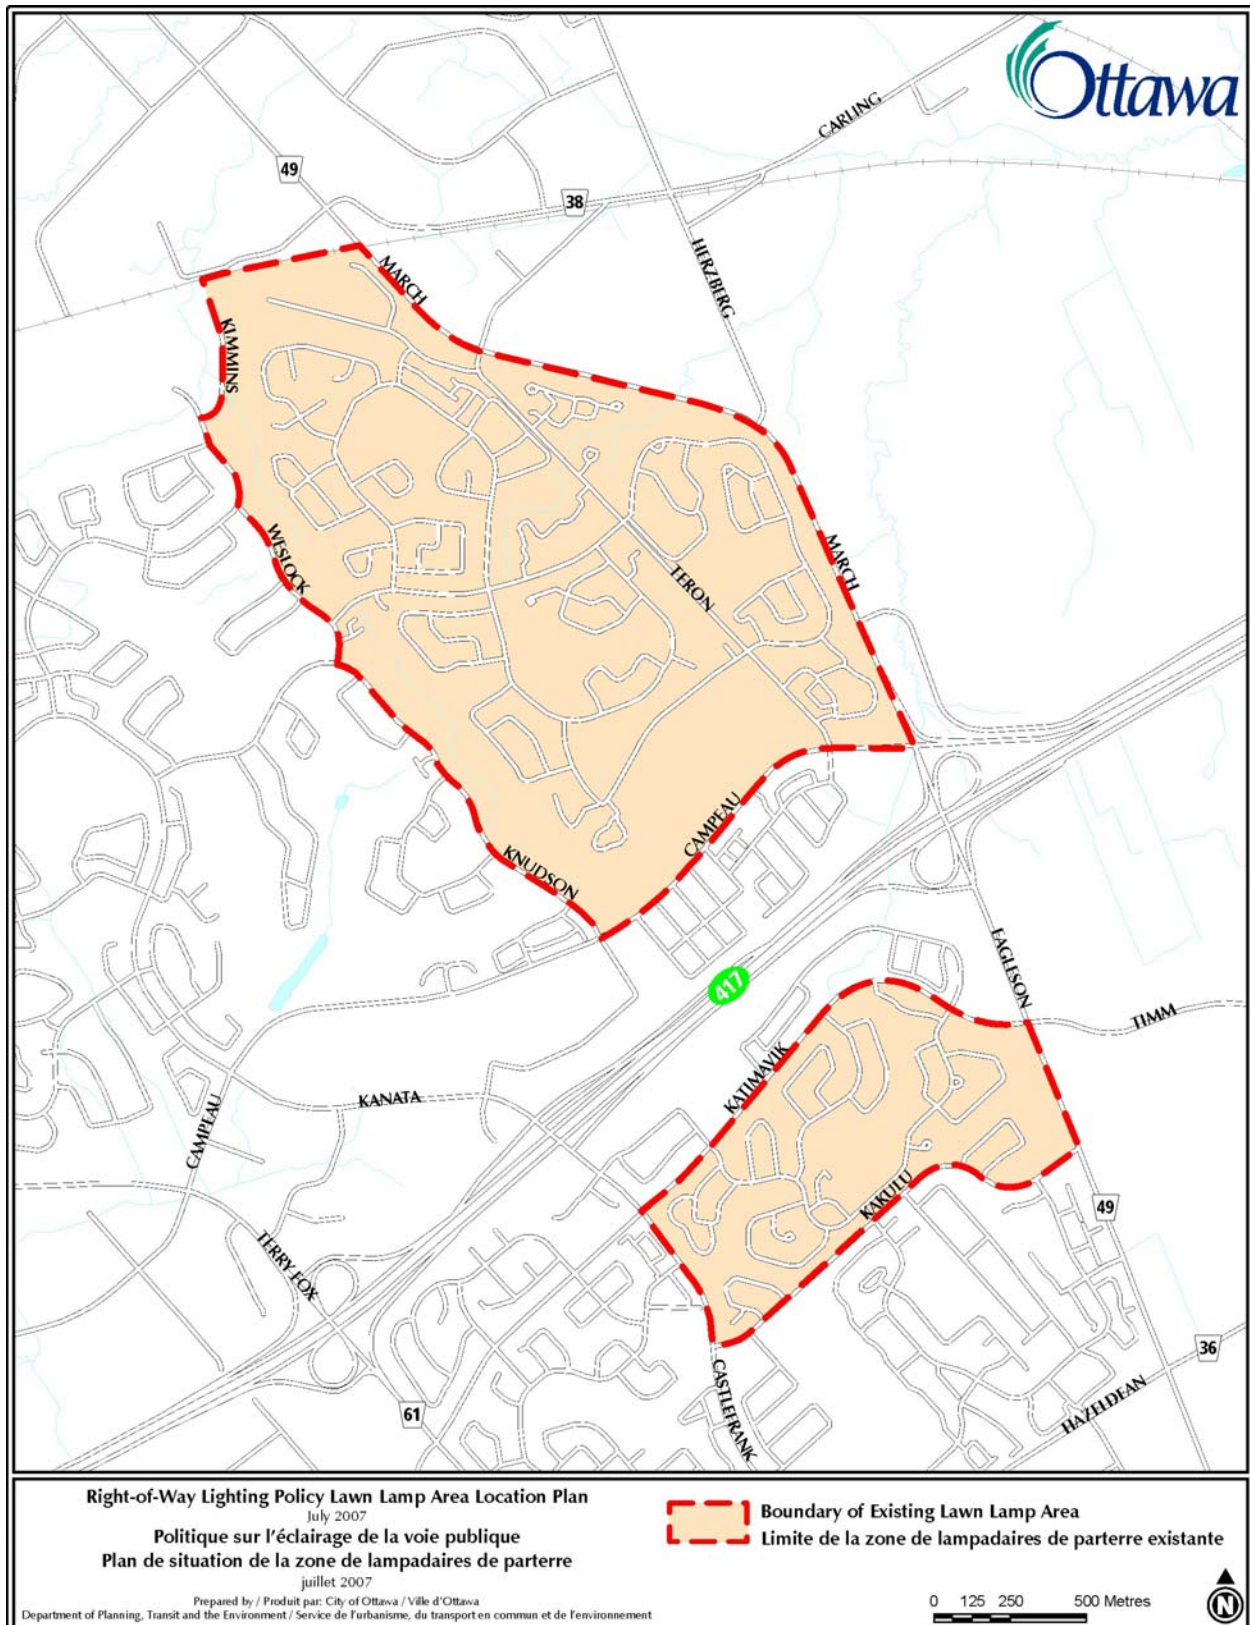 Ottawa
CARLING
49
38
MARCH
HERZBERG
KIMMINS
WESLOCK
MARCH
TERON
CAMPEAU
KNUDSON
EAGLESON
417
TIMM
KATIMAVIK
KANATA
CAMPEAU
KAKULU
49
TERRY FOX
36
CASTLEFRANK
HAZELDEAN
61
Right-of-Way Lighting Policy Lawn Lamp Area Location Plan
July 2007
Politique sur l'éclairage de la voie publique
Plan de situation de la zone de lampadaires de parterre
juillet 2007
Prepared by / Produit par: City of Ottawa / Ville d'Ottawa
Department of Planning, Transit and the Environment / Service de l'urbanisme, du transport en commun et de l'environnement
Boundary of Existing Lawn Lamp Area
Limite de la zone de lampadaires de parterre existante
0 125 250 500 Metres
N